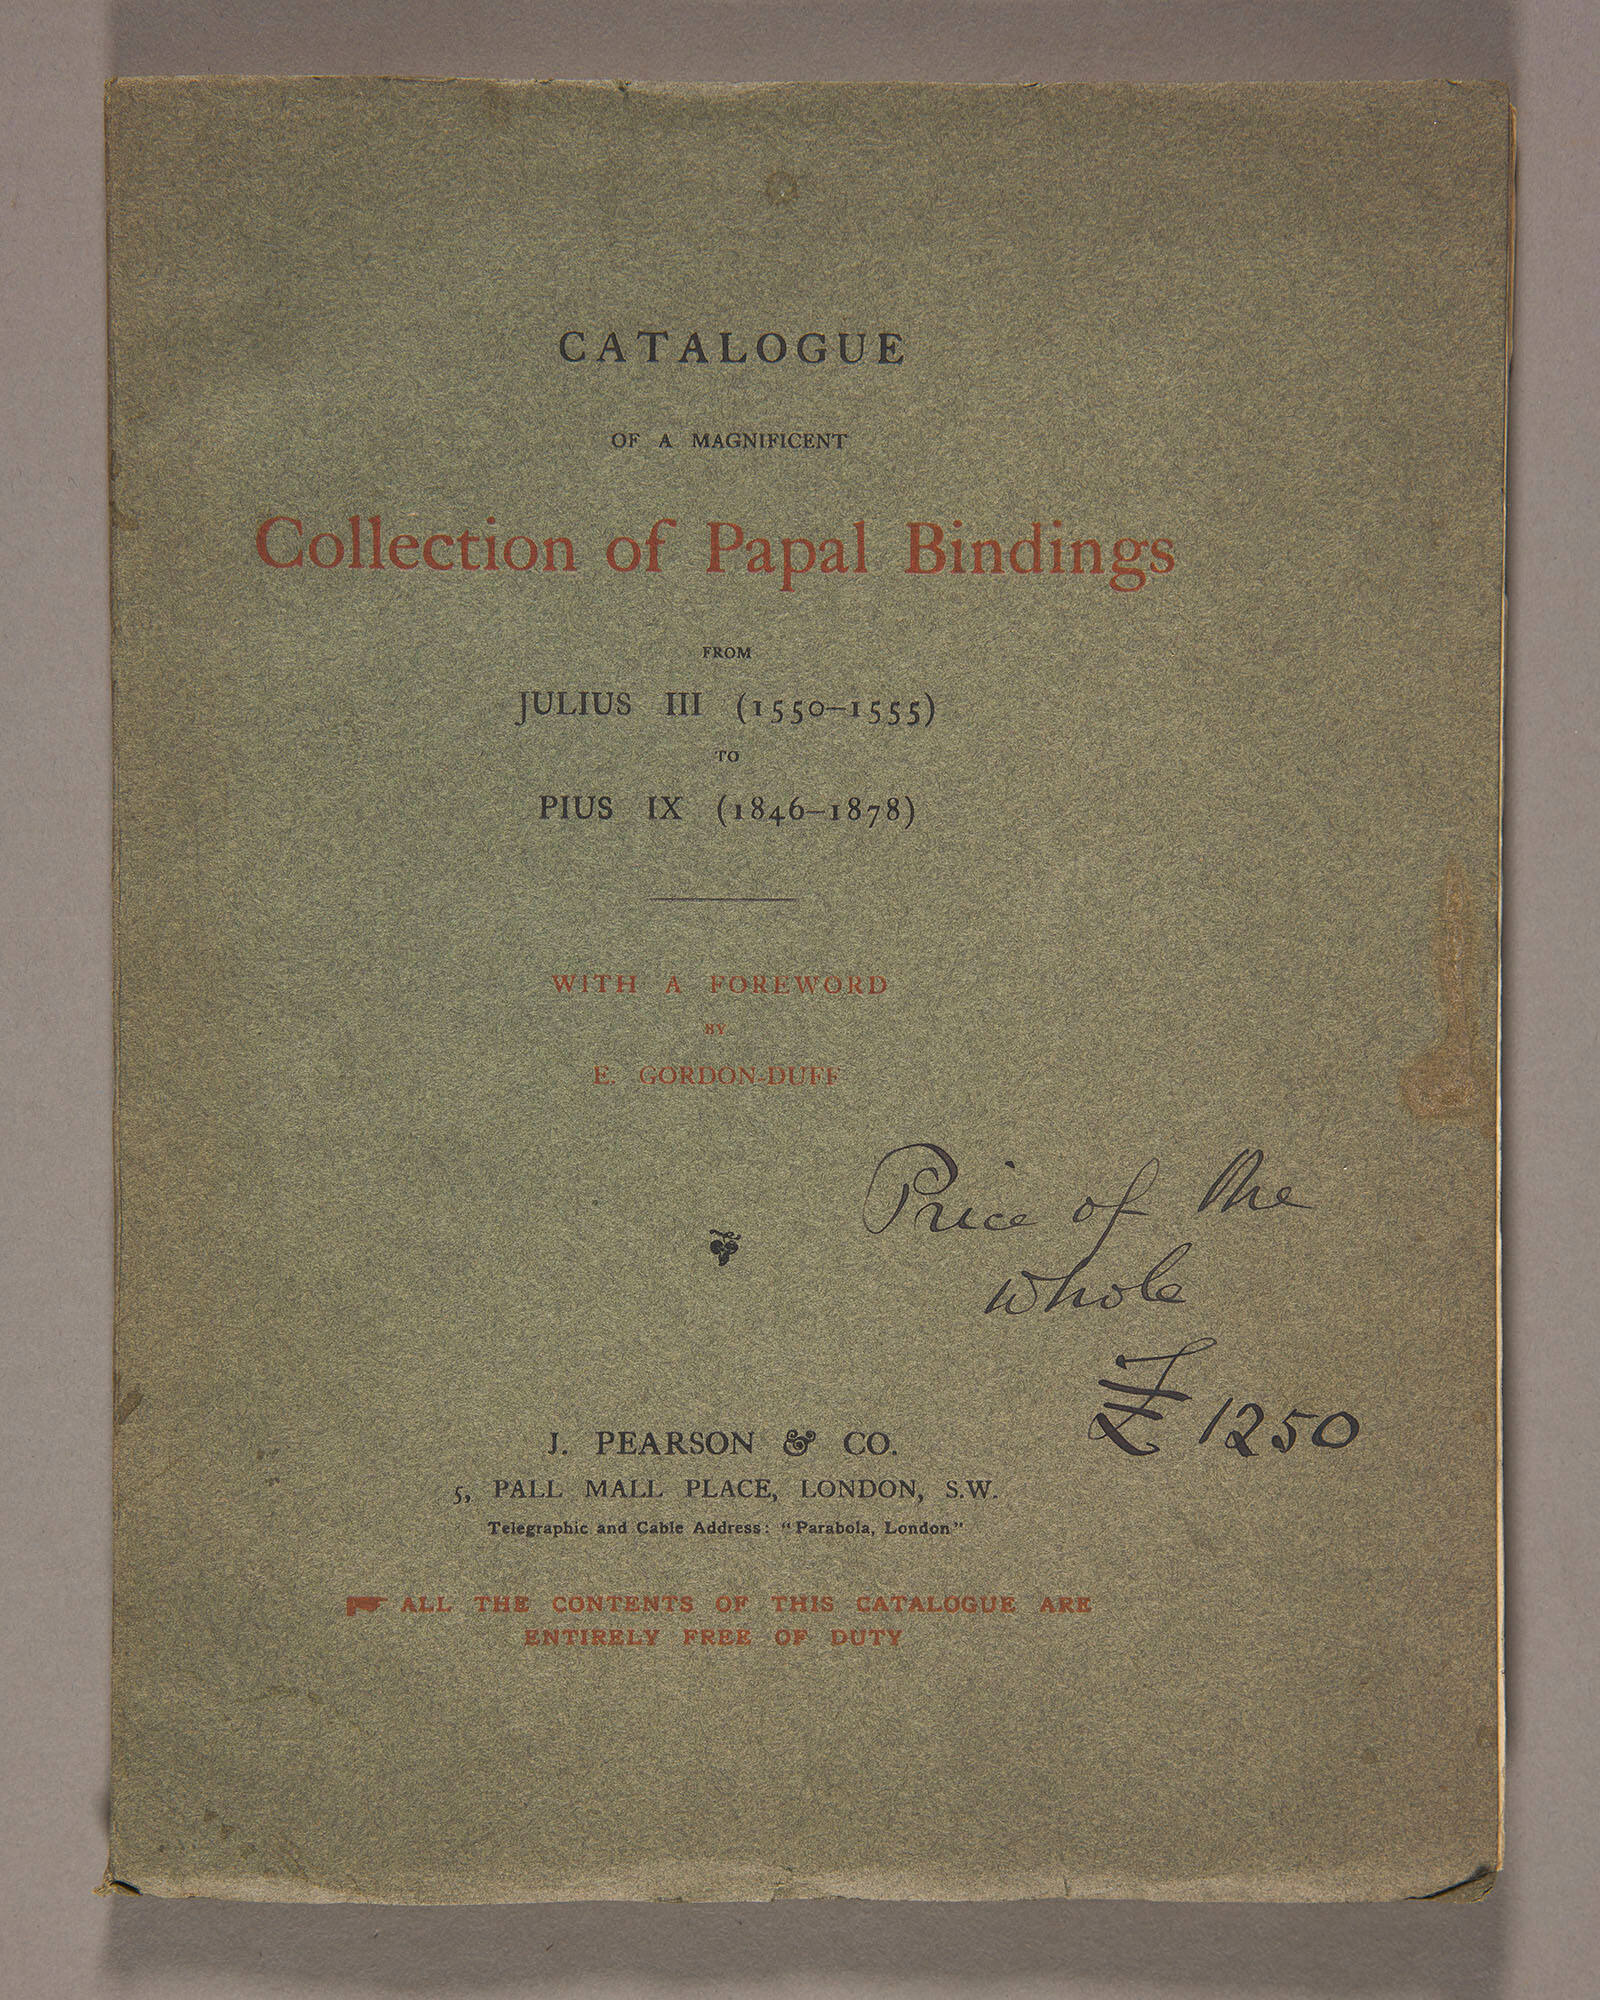 CATALOGUE
OF A MAGNIFICENT
Collection of Papal Bindings
FROM
JULIUS III (1550–1555)
TO
PIUS IX (1846–1878)
WITH A FOREWORD
BY
E. GORDON-DUFF
Price of the
whole
£ 1250
J. PEARSON & CO.
5, PALL MALL PLACE, LONDON, S.W.
Telegraphic and Cable Address: "Parabola, London"
☛ ALL THE CONTENTS OF THIS CATALOGUE ARE
ENTIRELY FREE OF DUTY